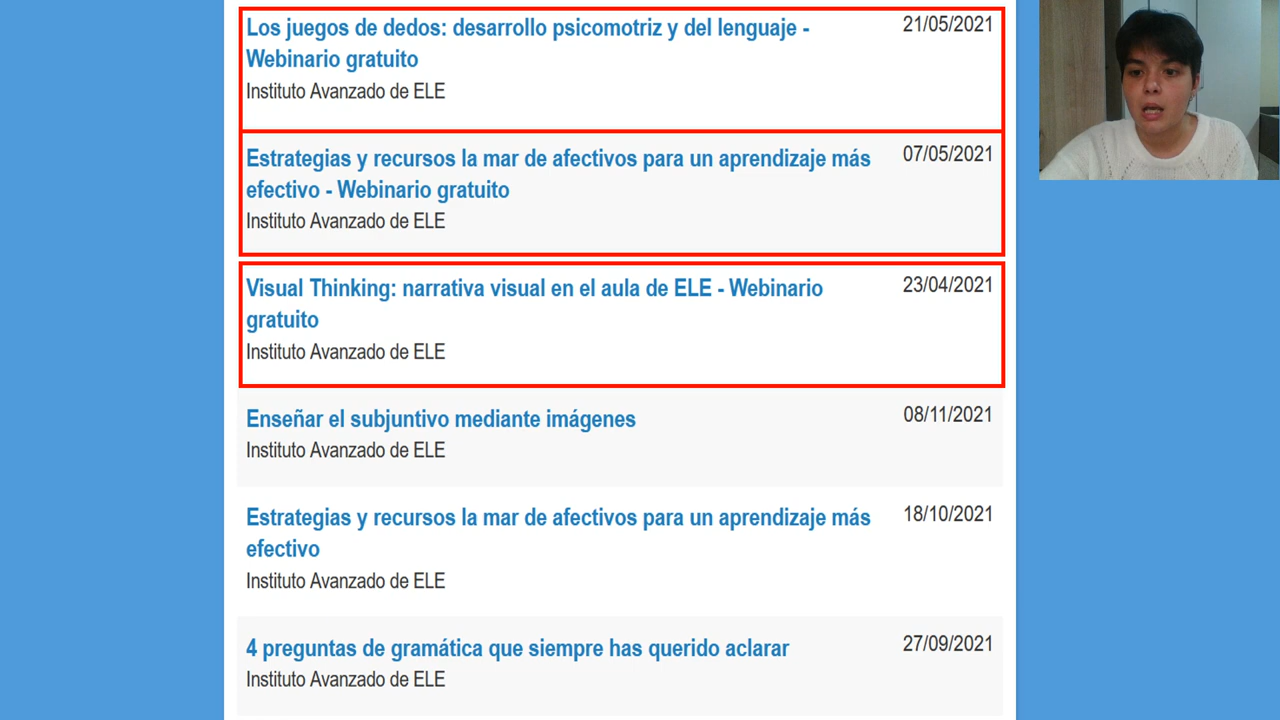 Los juegos de dedos: desarrollo psicomotriz y del lenguaje -
Webinario gratuito
21/05/2021
Instituto Avanzado de ELE
Estrategias y recursos la mar de afectivos para un aprendizaje más
efectivo - Webinario gratuito
07/05/2021
Instituto Avanzado de ELE
Visual Thinking: narrativa visual en el aula de ELE - Webinario
gratuito
23/04/2021
Instituto Avanzado de ELE
Enseñar el subjuntivo mediante imágenes
08/11/2021
Instituto Avanzado de ELE
Estrategias y recursos la mar de afectivos para un aprendizaje más
efectivo
18/10/2021
Instituto Avanzado de ELE
4 preguntas de gramática que siempre has querido aclarar
27/09/2021
Instituto Avanzado de ELE